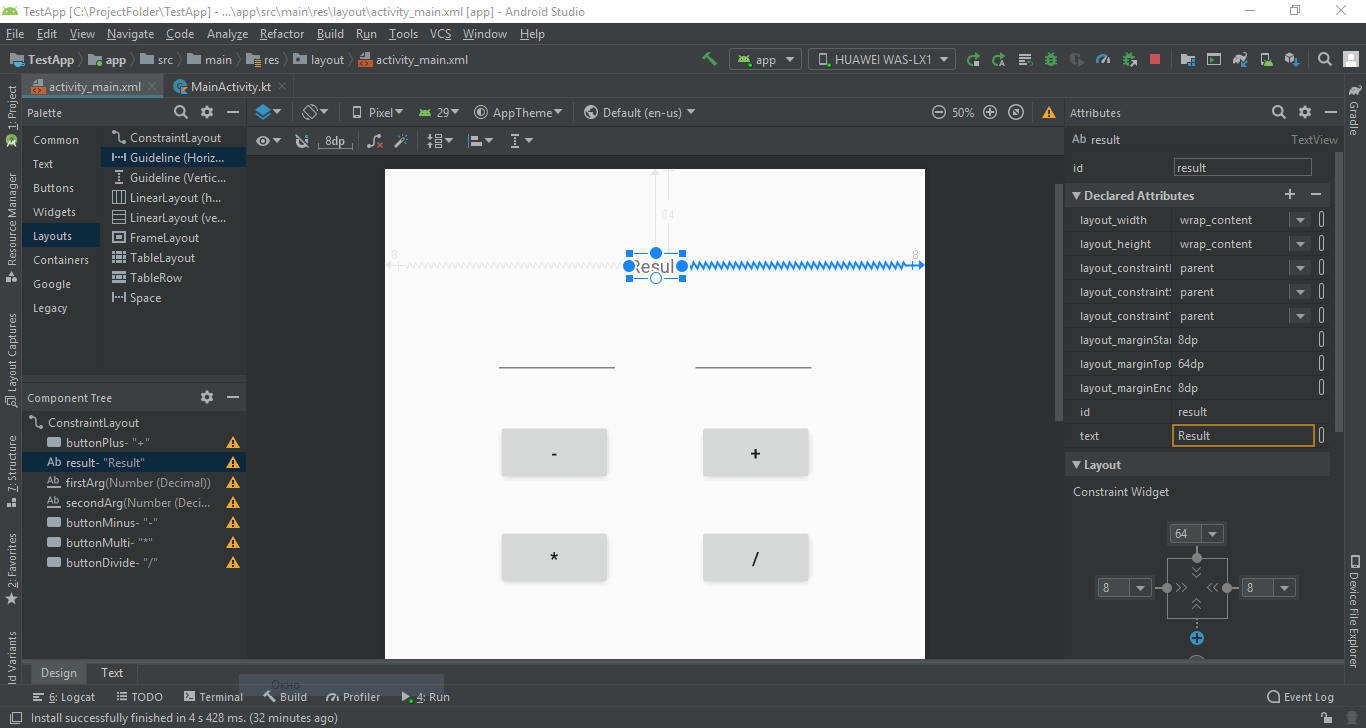 TestApp [C:\ProjectFolder\TestApp] - ...\app\src\main\res\layout\activity_main.xml [app] - Android Studio
File Edit View Navigate Code Analyze Refactor Build Run Tools VCS Window Help
TestApp app src main res layout activity_main.xml
app HUAWEI WAS-LX1
activity_main.xml MainActivity.kt
Palette
Common
Text
Buttons
Widgets
Layouts
Containers
Google
Legacy
ConstraintLayout
Guideline (Horiz...
Guideline (Vertic...
LinearLayout (h...
LinearLayout (ve...
FrameLayout
TableLayout
TableRow
Space
Component Tree
ConstraintLayout
buttonPlus- "+"
Ab result- "Result"
Ab firstArg(Number (Decimal))
Ab secondArg(Number (Deci...
buttonMinus- "-"
buttonMulti- "*"
buttonDivide- "/"
1: Project
Resource Manager
Layout Captures
7: Structure
2: Favorites
ld Variants
Pixel 29 AppTheme Default (en-us) 50%
8dp
64
8
8
Resul
-
+
*
/
Attributes
Ab result TextView
id result
Declared Attributes
layout_width wrap_content
layout_height wrap_content
layout_constraint parent
layout_constraint parent
layout_constraint parent
layout_marginStar 8dp
layout_marginTop 64dp
layout_marginEnd 8dp
id result
text Result
Layout
Constraint Widget
64
8 8
Gradle
Device File Explorer
Design Text
Окно
6: Logcat TODO Terminal Build Profiler 4: Run Event Log
Install successfully finished in 4 s 428 ms. (32 minutes ago)